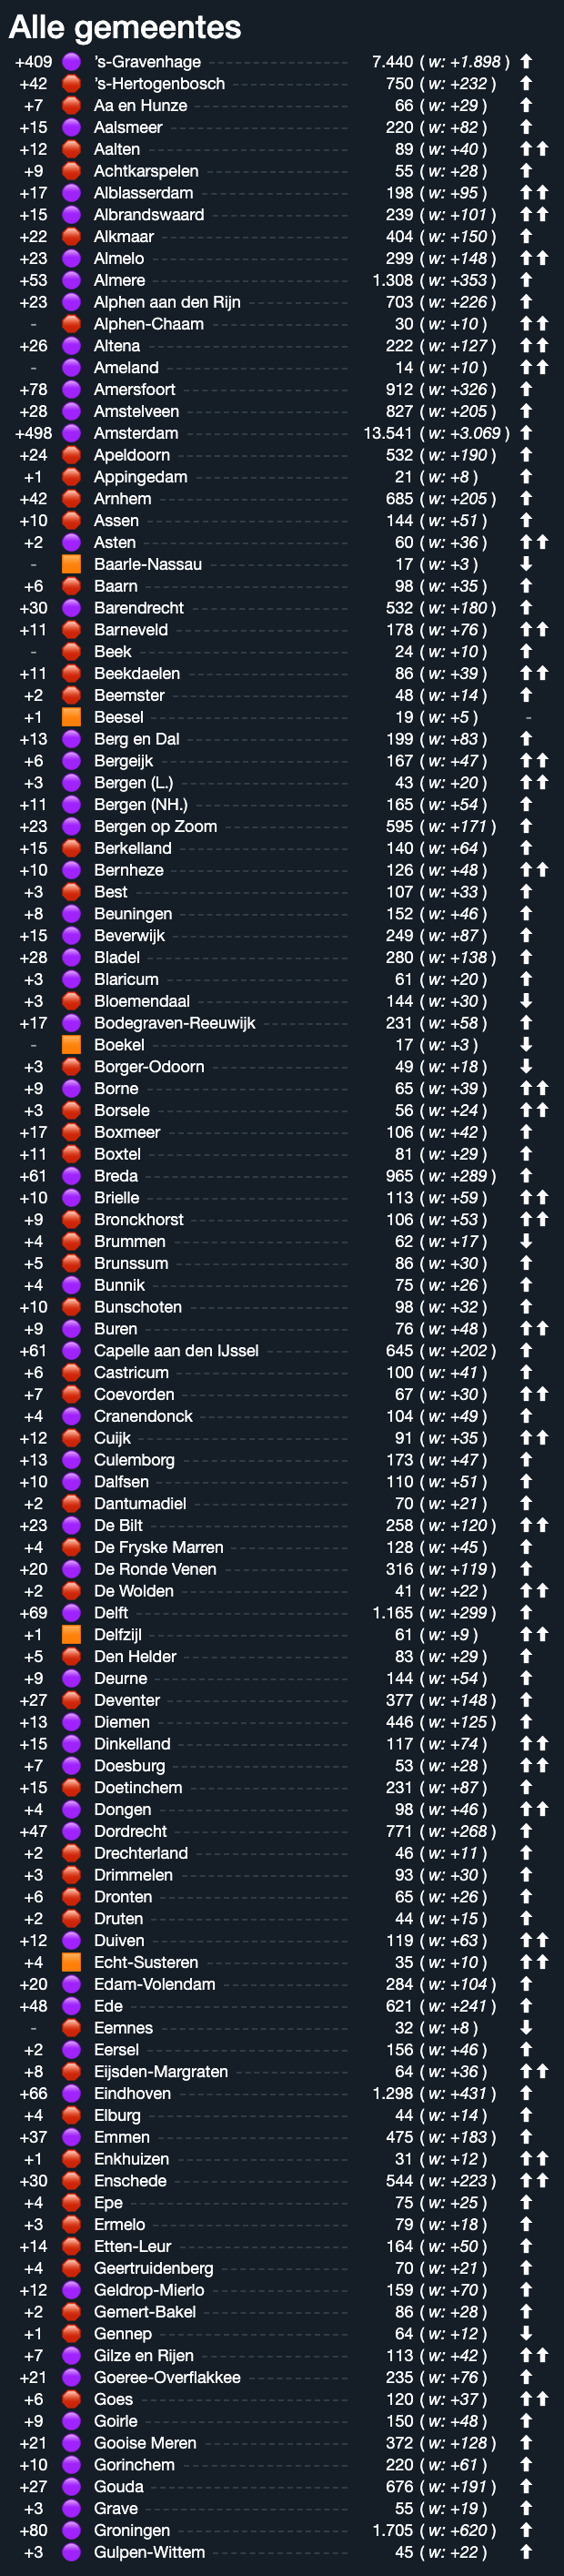 Alle gemeentes
+409 's-Gravenhage 7.440 ( w: +1.898 ) ⬆
+42 's-Hertogenbosch 750 ( w: +232 ) ⬆
+7 Aa en Hunze 66 ( w: +29 ) ⬆
+15 Aalsmeer 220 ( w: +82 ) ⬆
+12 Aalten 89 ( w: +40 ) ⬆⬆
+9 Achtkarspelen 55 ( w: +28 ) ⬆
+17 Alblasserdam 198 ( w: +95 ) ⬆⬆
+15 Albrandswaard 239 ( w: +101 ) ⬆⬆
+22 Alkmaar 404 ( w: +150 ) ⬆
+23 Almelo 299 ( w: +148 ) ⬆⬆
+53 Almere 1.308 ( w: +353 ) ⬆
+23 Alphen aan den Rijn 703 ( w: +226 ) ⬆
- Alphen-Chaam 30 ( w: +10 ) ⬆⬆
+26 Altena 222 ( w: +127 ) ⬆⬆
- Ameland 14 ( w: +10 ) ⬆⬆
+78 Amersfoort 912 ( w: +326 ) ⬆
+28 Amstelveen 827 ( w: +205 ) ⬆
+498 Amsterdam 13.541 ( w: +3.069 ) ⬆
+24 Apeldoorn 532 ( w: +190 ) ⬆
+1 Appingedam 21 ( w: +8 ) ⬆
+42 Arnhem 685 ( w: +205 ) ⬆
+10 Assen 144 ( w: +51 ) ⬆
+2 Asten 60 ( w: +36 ) ⬆⬆
- Baarle-Nassau 17 ( w: +3 ) ⬇
+6 Baarn 98 ( w: +35 ) ⬆
+30 Barendrecht 532 ( w: +180 ) ⬆
+11 Barneveld 178 ( w: +76 ) ⬆⬆
- Beek 24 ( w: +10 ) ⬆
+11 Beekdaelen 86 ( w: +39 ) ⬆⬆
+2 Beemster 48 ( w: +14 ) ⬆
+1 Beesel 19 ( w: +5 ) -
+13 Berg en Dal 199 ( w: +83 ) ⬆
+6 Bergeijk 167 ( w: +47 ) ⬆⬆
+3 Bergen (L.) 43 ( w: +20 ) ⬆⬆
+11 Bergen (NH.) 165 ( w: +54 ) ⬆
+23 Bergen op Zoom 595 ( w: +171 ) ⬆
+15 Berkelland 140 ( w: +64 ) ⬆
+10 Bernheze 126 ( w: +48 ) ⬆⬆
+3 Best 107 ( w: +33 ) ⬆
+8 Beuningen 152 ( w: +46 ) ⬆
+15 Beverwijk 249 ( w: +87 ) ⬆
+28 Bladel 280 ( w: +138 ) ⬆
+3 Blaricum 61 ( w: +20 ) ⬆
+3 Bloemendaal 144 ( w: +30 ) ⬇
+17 Bodegraven-Reeuwijk 231 ( w: +58 ) ⬆
- Boekel 17 ( w: +3 ) ⬇
+3 Borger-Odoorn 49 ( w: +18 ) ⬇
+9 Borne 65 ( w: +39 ) ⬆⬆
+3 Borsele 56 ( w: +24 ) ⬆⬆
+17 Boxmeer 106 ( w: +42 ) ⬆
+11 Boxtel 81 ( w: +29 ) ⬆
+61 Breda 965 ( w: +289 ) ⬆
+10 Brielle 113 ( w: +59 ) ⬆⬆
+9 Bronckhorst 106 ( w: +53 ) ⬆⬆
+4 Brummen 62 ( w: +17 ) ⬇
+5 Brunssum 86 ( w: +30 ) ⬆
+4 Bunnik 75 ( w: +26 ) ⬆
+10 Bunschoten 98 ( w: +32 ) ⬆
+9 Buren 76 ( w: +48 ) ⬆⬆
+61 Capelle aan den IJssel 645 ( w: +202 ) ⬆
+6 Castricum 100 ( w: +41 ) ⬆
+7 Coevorden 67 ( w: +30 ) ⬆⬆
+4 Cranendonck 104 ( w: +49 ) ⬆
+12 Cuijk 91 ( w: +35 ) ⬆⬆
+13 Culemborg 173 ( w: +47 ) ⬆
+10 Dalfsen 110 ( w: +51 ) ⬆
+2 Dantumadiel 70 ( w: +21 ) ⬆
+23 De Bilt 258 ( w: +120 ) ⬆⬆
+4 De Fryske Marren 128 ( w: +45 ) ⬆
+20 De Ronde Venen 316 ( w: +119 ) ⬆
+2 De Wolden 41 ( w: +22 ) ⬆⬆
+69 Delft 1.165 ( w: +299 ) ⬆
+1 Delfzijl 61 ( w: +9 ) ⬆⬆
+5 Den Helder 83 ( w: +29 ) ⬆
+9 Deurne 144 ( w: +54 ) ⬆
+27 Deventer 377 ( w: +148 ) ⬆
+13 Diemen 446 ( w: +125 ) ⬆
+15 Dinkelland 117 ( w: +74 ) ⬆⬆
+7 Doesburg 53 ( w: +28 ) ⬆⬆
+15 Doetinchem 231 ( w: +87 ) ⬆
+4 Dongen 98 ( w: +46 ) ⬆⬆
+47 Dordrecht 771 ( w: +268 ) ⬆
+2 Drechterland 46 ( w: +11 ) ⬆
+3 Drimmelen 93 ( w: +30 ) ⬆
+6 Dronten 65 ( w: +26 ) ⬆
+2 Druten 44 ( w: +15 ) ⬆
+12 Duiven 119 ( w: +63 ) ⬆⬆
+4 Echt-Susteren 35 ( w: +10 ) ⬆⬆
+20 Edam-Volendam 284 ( w: +104 ) ⬆
+48 Ede 621 ( w: +241 ) ⬆
- Eemnes 32 ( w: +8 ) ⬇
+2 Eersel 156 ( w: +46 ) ⬆
+8 Eijsden-Margraten 64 ( w: +36 ) ⬆⬆
+66 Eindhoven 1.298 ( w: +431 ) ⬆
+4 Elburg 44 ( w: +14 ) ⬆
+37 Emmen 475 ( w: +183 ) ⬆
+1 Enkhuizen 31 ( w: +12 ) ⬆⬆
+30 Enschede 544 ( w: +223 ) ⬆⬆
+4 Epe 75 ( w: +25 ) ⬆
+3 Ermelo 79 ( w: +18 ) ⬆
+14 Etten-Leur 164 ( w: +50 ) ⬆
+4 Geertruidenberg 70 ( w: +21 ) ⬆
+12 Geldrop-Mierlo 159 ( w: +70 ) ⬆
+2 Gemert-Bakel 86 ( w: +28 ) ⬆
+1 Gennep 64 ( w: +12 ) ⬇
+7 Gilze en Rijen 113 ( w: +42 ) ⬆⬆
+21 Goeree-Overflakkee 235 ( w: +76 ) ⬆
+6 Goes 120 ( w: +37 ) ⬆⬆
+9 Goirle 150 ( w: +48 ) ⬆
+21 Gooise Meren 372 ( w: +128 ) ⬆
+10 Gorinchem 220 ( w: +61 ) ⬆
+27 Gouda 676 ( w: +191 ) ⬆
+3 Grave 55 ( w: +19 ) ⬆
+80 Groningen 1.705 ( w: +620 ) ⬆
+3 Gulpen-Wittem 45 ( w: +22 ) ⬆